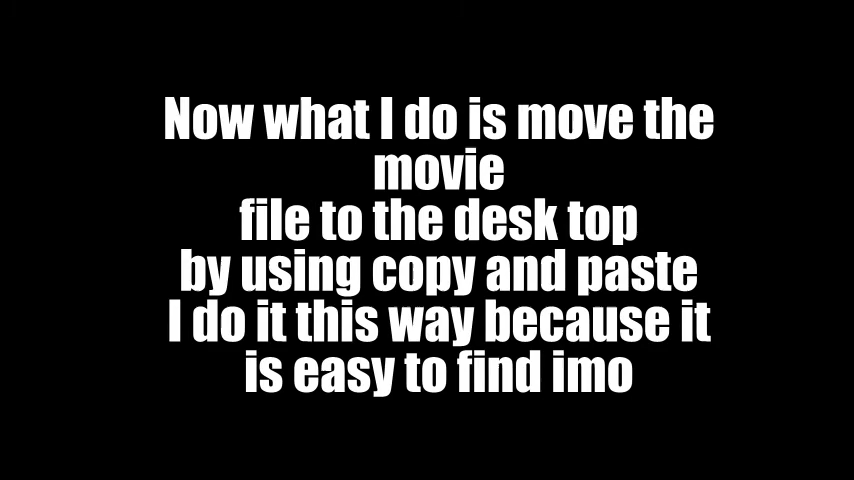 Now what I do is move the
movie
file to the desk top
by using copy and paste
I do it this way because it
is easy to find imo